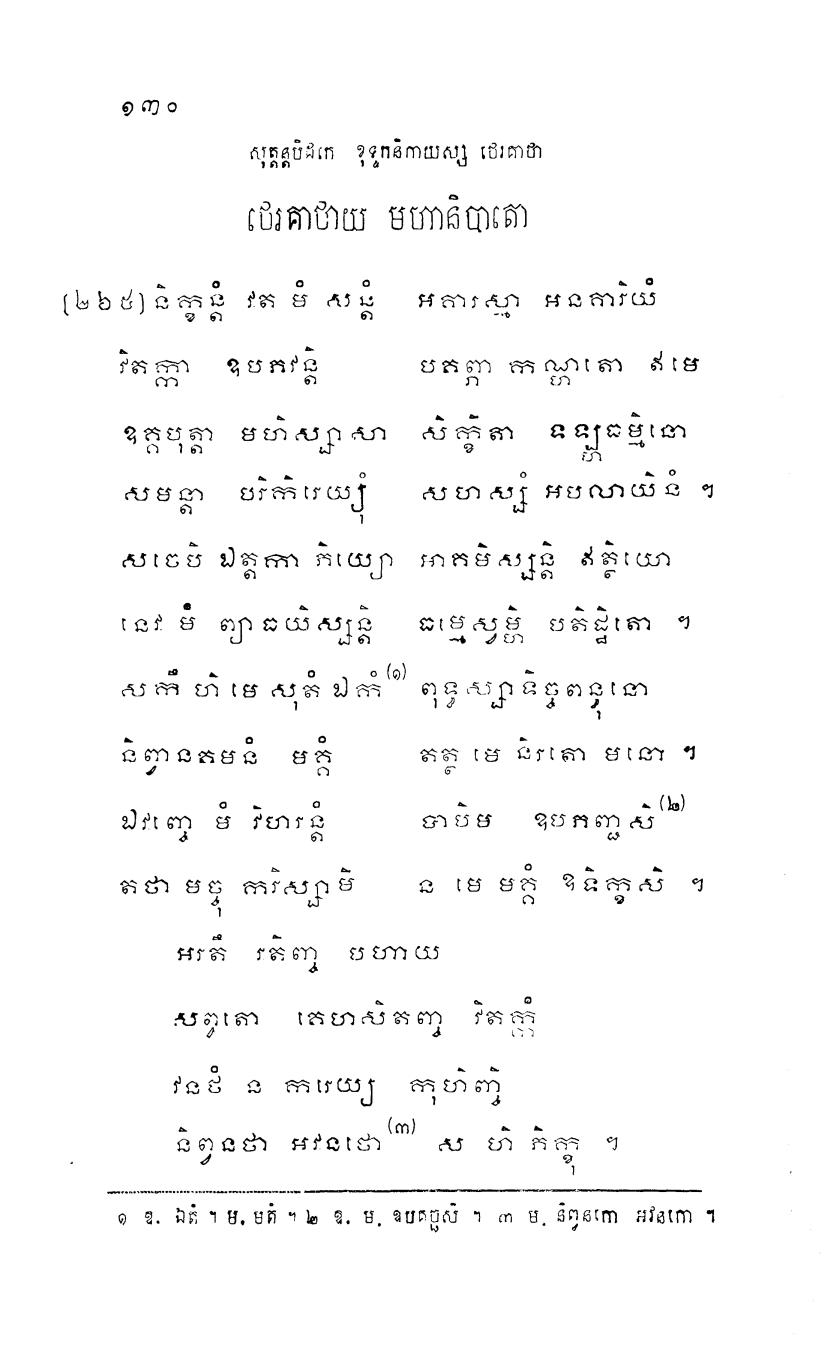 ១៣០
សុត្តន្តបិដកេ ខុទ្ទកនិកាយស្ស ថេរគាថា
ថេរគាថាយ មហានិបាតោ
[២៦៥] និក្ខន្តំ វត មំ សន្តំ អគារស្មា អនគារិយំ
វិតក្កា ឧបធាវន្តិ បគព្ភា កណ្ហតោ ឥមេ
ឧគ្គបុត្តា មហិស្សាសា សិក្ខិតា ទឡ្ហធម្មិនោ
សមន្តា បរិកិរេយ្យុំ សហស្សំ អបលាយិនំ ។
សចេបិ ឯត្តកា ភិយ្យោ អាគមិស្សន្តិ ឥត្ថិយោ
នេវ មំ ព្យាធយិស្សន្តិ ធម្មេស្វម្ហិ បតិដ្ឋិតោ ។
សកឹ ហិ មេ សុតំ ឯកំ(១) ពុទ្ធស្សាទិច្ចពន្ធុនោ
និព្វានគមនំ មគ្គំ តត្ថ មេ និរតោ មនោ ។
ឯវញ្ចេ មំ វិហរន្តំ បាបិម ឧបគញ្ឆសិ(២)
តថា មច្ចុ ករិស្សាមិ ន មេ មគ្គំ ឧទិក្ខសិ ។
អរតឹ រតិញ្ច បហាយ
សព្វតោ គេហសិតញ្ច វិតក្កំ
វនថំ ន ករេយ្យ កុហិញ្ចិ
និព្វនថា អវនថោ(៣) ស ហិ ភិក្ខុ ។
១ ឧ. ឯតំ ។ ម. មតំ ។ ២ ឧ. ម. ឧបគច្ឆសិ ។ ៣ ម. និព្វនកោ អវនកោ ។